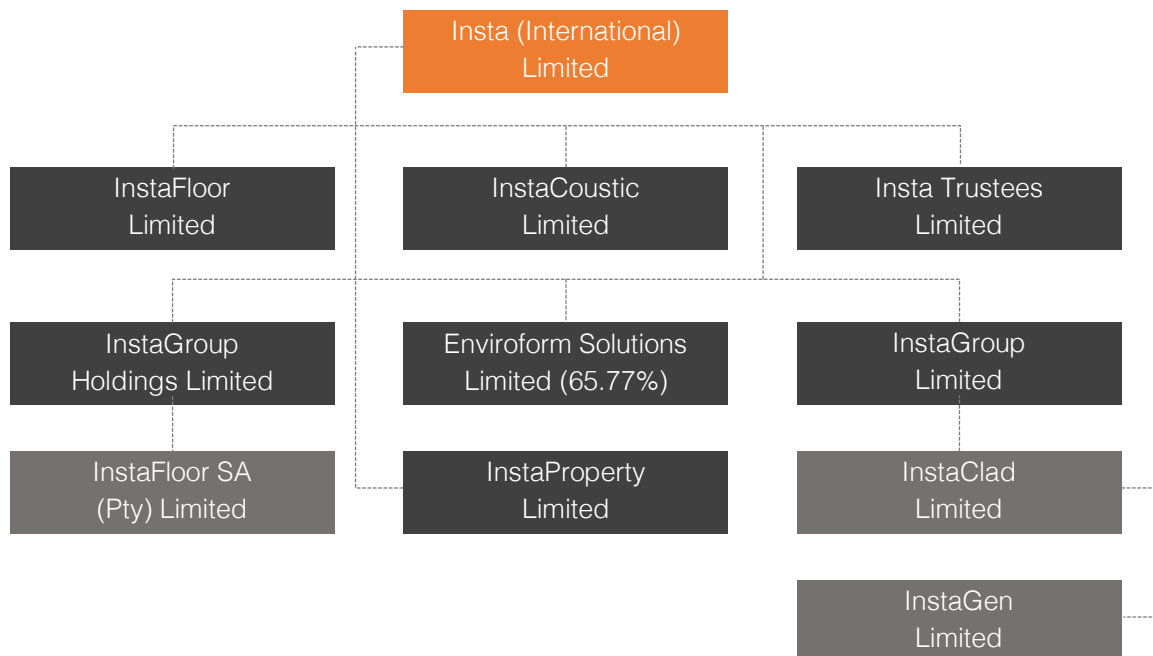 Insta (International)
Limited
InstaFloor
Limited
InstaCoustic
Limited
Insta Trustees
Limited
InstaGroup
Holdings Limited
Enviroform Solutions
Limited (65.77%)
InstaGroup
Limited
InstaFloor SA
(Pty) Limited
InstaProperty
Limited
InstaClad
Limited
InstaGen
Limited